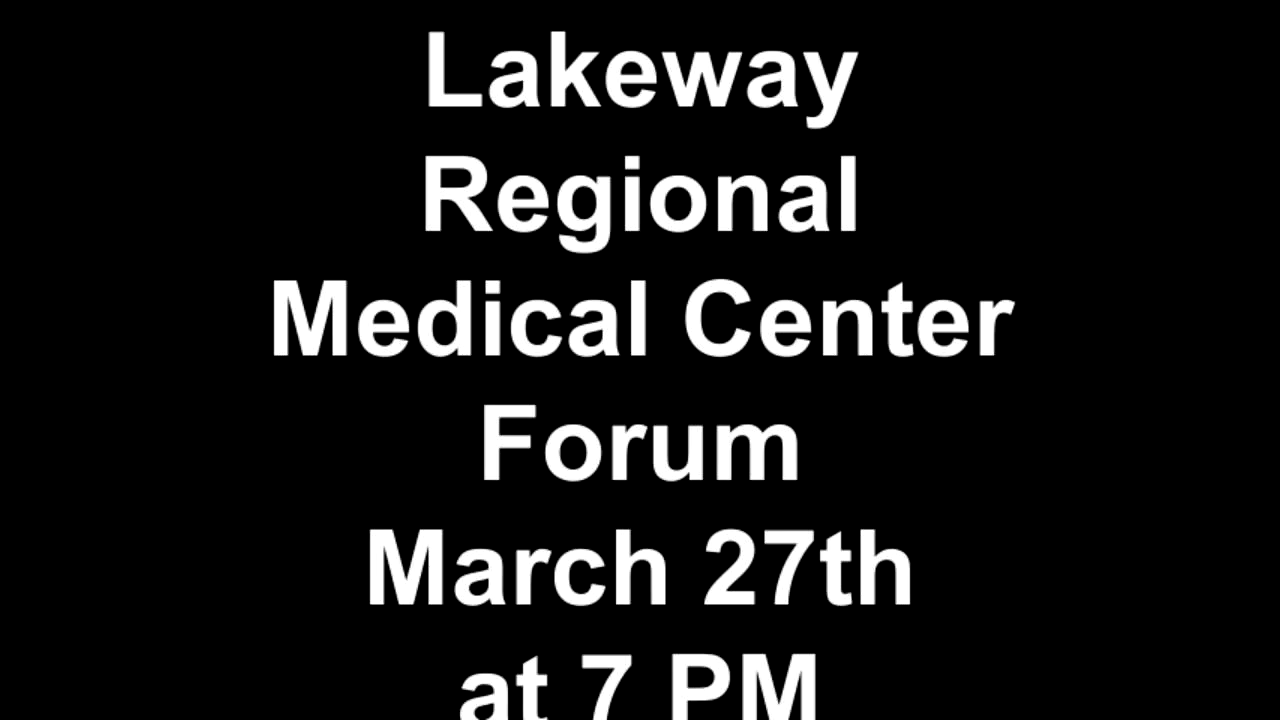 Lakeway
Regional
Medical Center
Forum
March 27th
at 7 PM